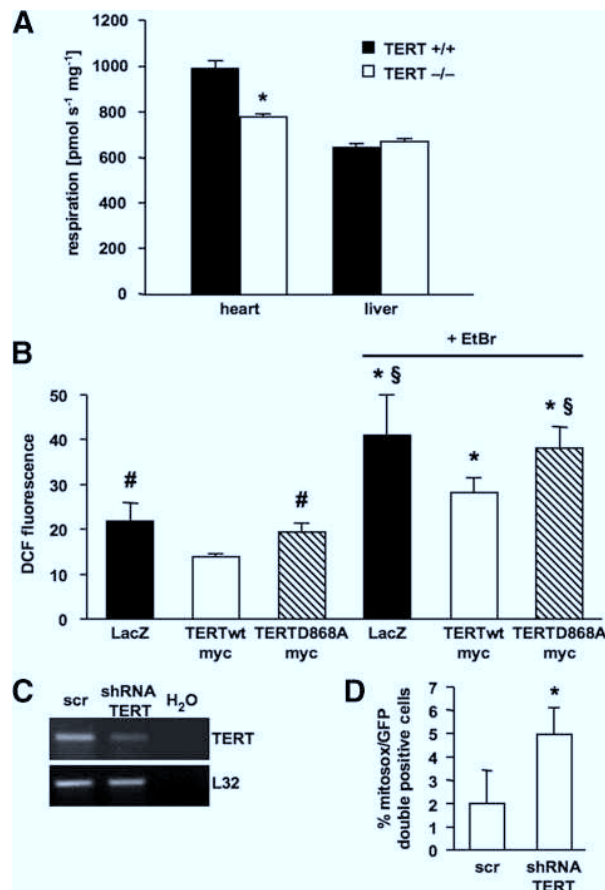 A
respiration [pmol s⁻¹ mg⁻¹]
1200
1000
800
600
400
200
0
TERT +/+
TERT –/–
*
heart
liver
B
+ EtBr
DCF fluorescence
50
40
30
20
10
0
#
#
* §
*
* §
LacZ
TERTwt
myc
TERTD868A
myc
LacZ
TERTwt
myc
TERTD868A
myc
C
scr
shRNA
TERT
H₂O
TERT
L32
D
% mitosox/GFP
double positive cells
7
6
5
4
3
2
1
0
*
scr
shRNA
TERT